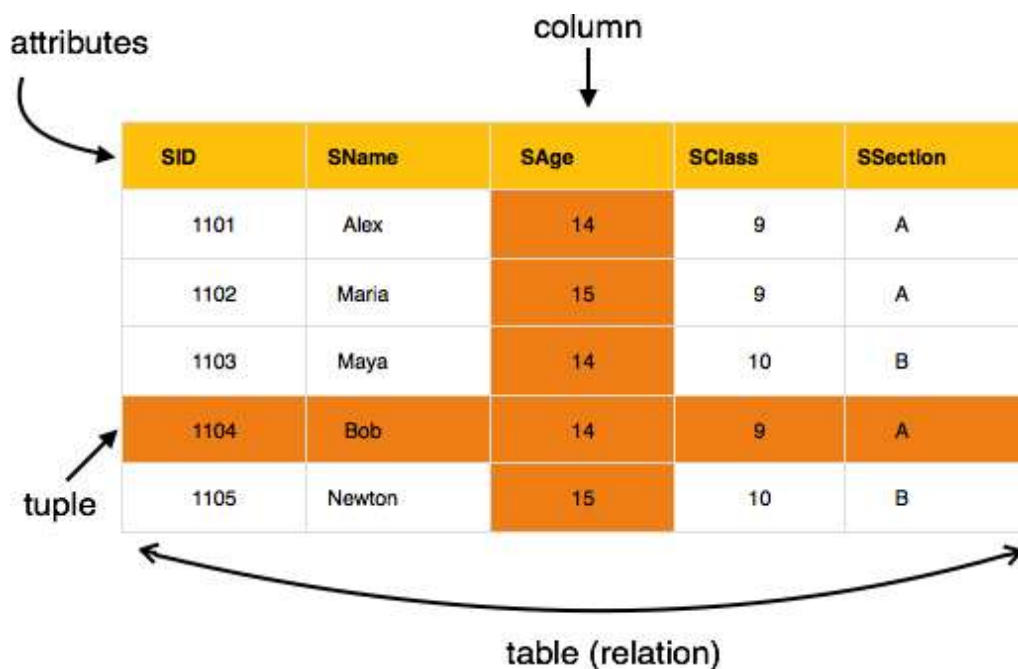 column
attributes
SID SName SAge SClass SSection
1101 Alex 14 9 A
1102 Maria 15 9 A
1103 Maya 14 10 B
1104 Bob 14 9 A
tuple
1105 Newton 15 10 B
table (relation)